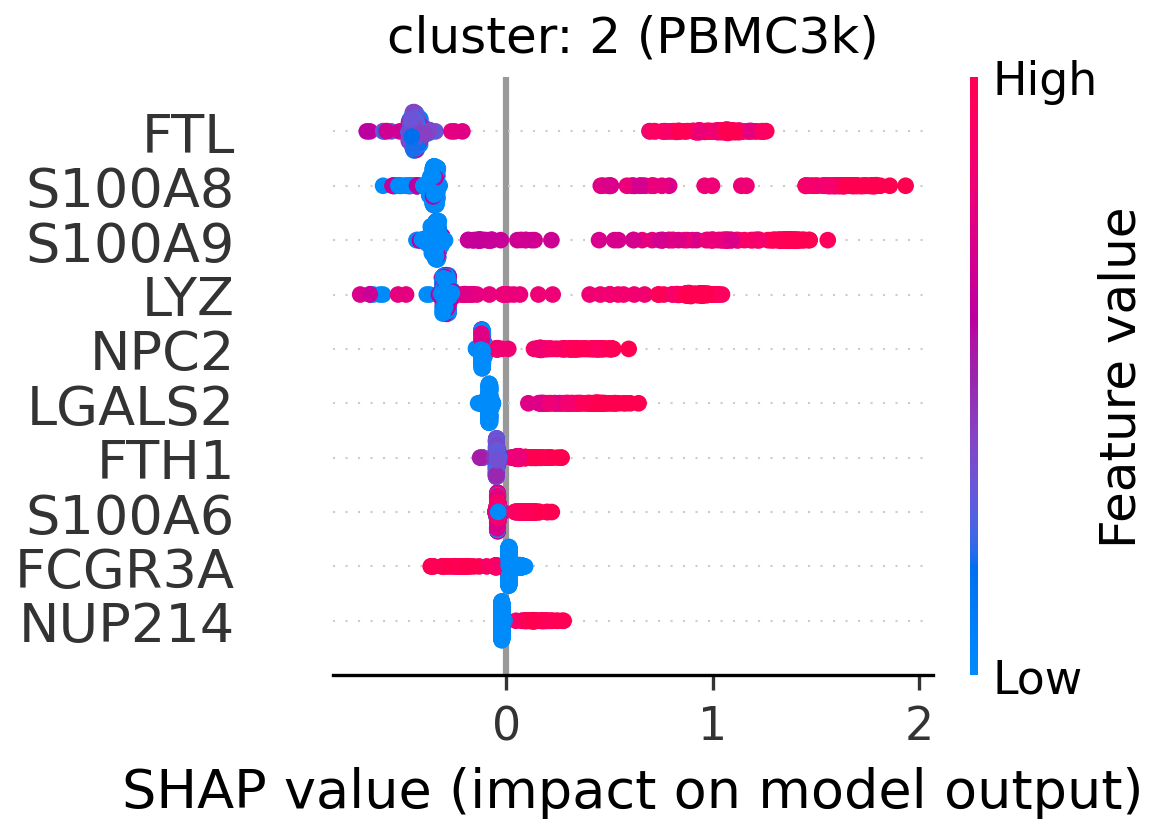 cluster: 2 (PBMC3k)
High
FTL
S100A8
S100A9
LYZ
NPC2
LGALS2
FTH1
S100A6
FCGR3A
NUP214
Feature value
Low
0 1 2
SHAP value (impact on model output)